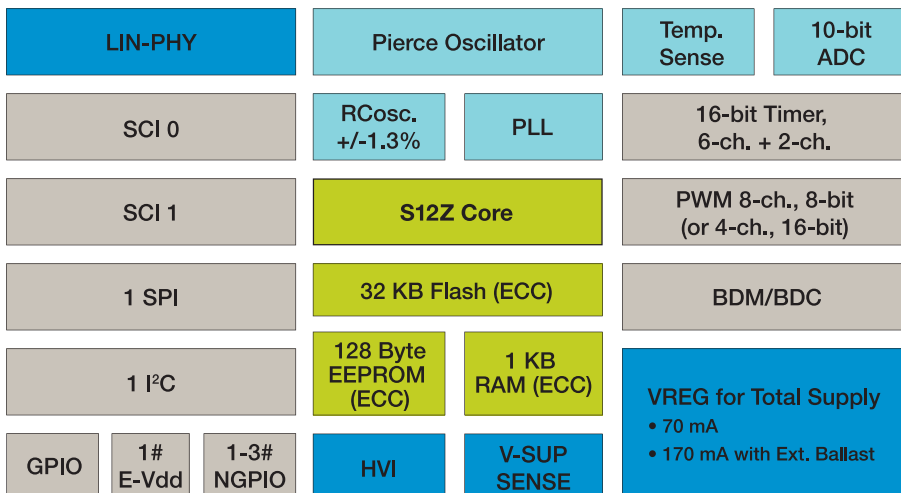 LIN-PHY
Pierce Oscillator
Temp.
Sense
10-bit
ADC
SCI 0
RCosc.
+/-1.3%
PLL
16-bit Timer,
6-ch. + 2-ch.
SCI 1
S12Z Core
PWM 8-ch., 8-bit
(or 4-ch., 16-bit)
1 SPI
32 KB Flash (ECC)
BDM/BDC
1 I²C
128 Byte
EEPROM
(ECC)
1 KB
RAM (ECC)
VREG for Total Supply
• 70 mA
• 170 mA with Ext. Ballast
GPIO
1#
E-Vdd
1-3#
NGPIO
HVI
V-SUP
SENSE